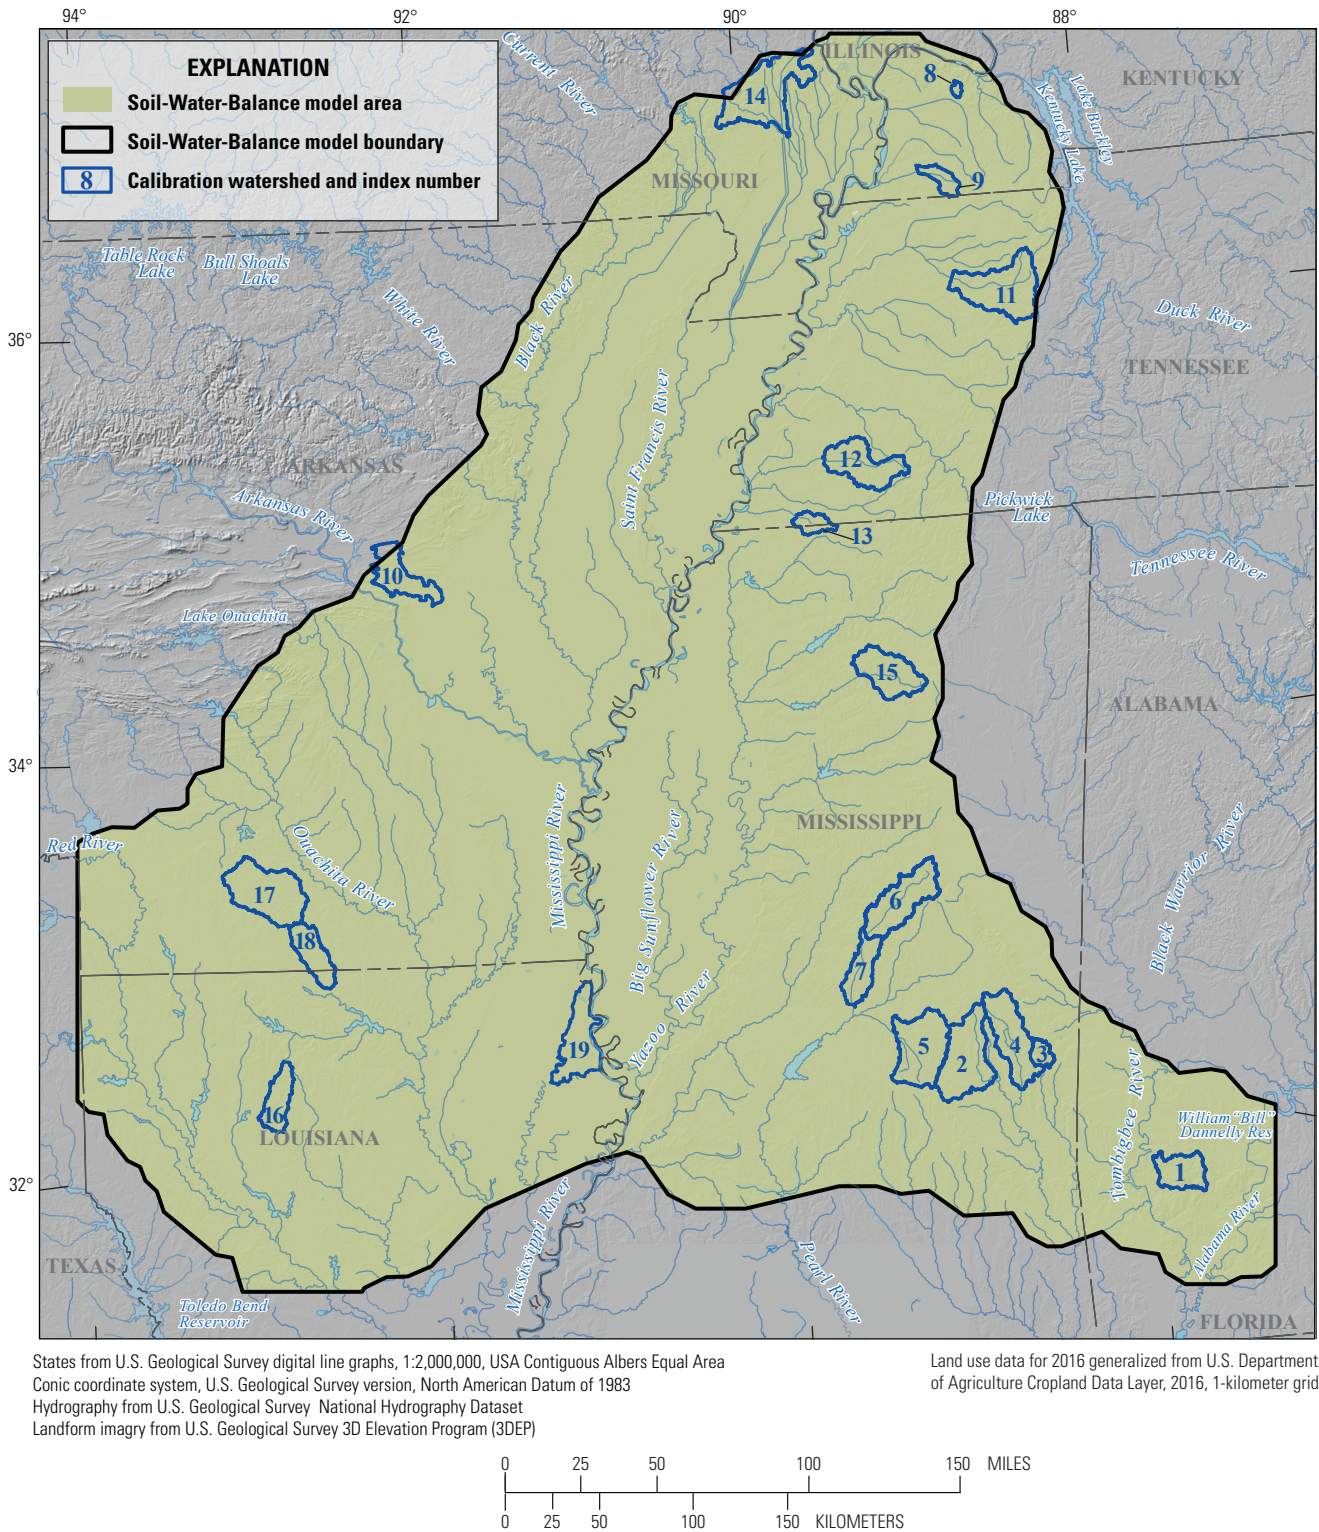 94°
92°
90°
88°
EXPLANATION
Soil-Water-Balance model area
Soil-Water-Balance model boundary
8 Calibration watershed and index number
Current River
ILLINOIS
KENTUCKY
8
14
Lake Barkley
Kentucky Lake
MISSOURI
9
Table Rock
Lake
Bull Shoals
Lake
White River
Black River
11
Duck River
36°
TENNESSEE
Saint Francis River
12
ARKANSAS
Arkansas River
Pickwick
Lake
13
Tennessee River
10
Lake Ouachita
15
ALABAMA
34°
MISSISSIPPI
Red River
Ouachita River
Mississippi River
Big Sunflower River
Black Warrior River
17
6
18
7
Yazoo River
19
5
2
4
3
Tombigbee River
16
LOUISIANA
William "Bill"
Dannelly Res
1
32°
Mississippi River
Pearl River
Alabama River
TEXAS
Toledo Bend
Reservoir
FLORIDA
States from U.S. Geological Survey digital line graphs, 1:2,000,000, USA Contiguous Albers Equal Area
Conic coordinate system, U.S. Geological Survey version, North American Datum of 1983
Hydrography from U.S. Geological Survey National Hydrography Dataset
Landform imagry from U.S. Geological Survey 3D Elevation Program (3DEP)
Land use data for 2016 generalized from U.S. Department
of Agriculture Cropland Data Layer, 2016, 1-kilometer grid
0 25 50 100 150 MILES
0 25 50 100 150 KILOMETERS